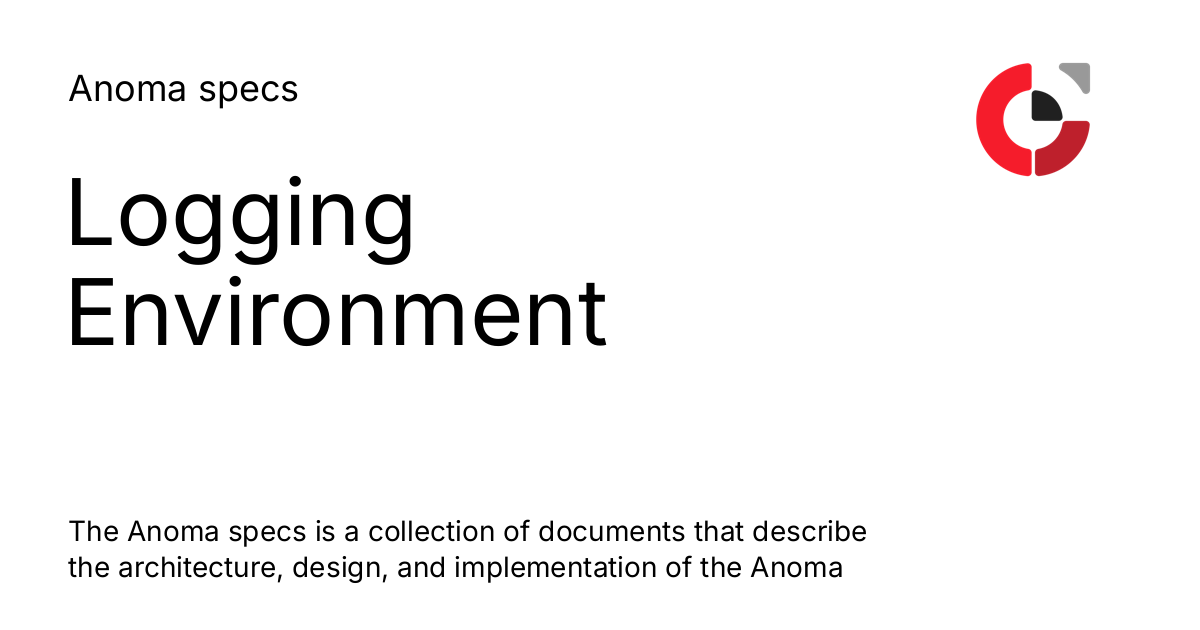 Anoma specs
Logging
Environment
The Anoma specs is a collection of documents that describe
the architecture, design, and implementation of the Anoma